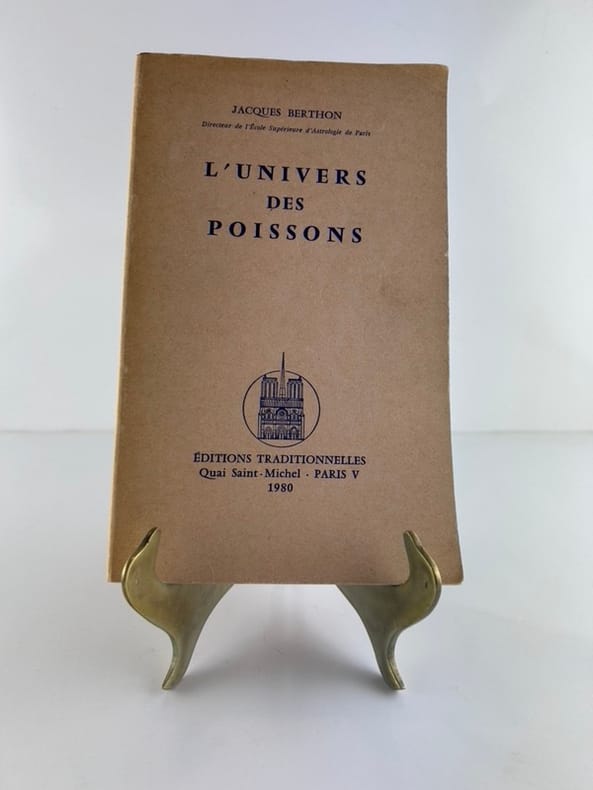 JACQUES BERTHON
Directeur de l'École Supérieure d'Astrologie de Paris
L'UNIVERS
DES
POISSONS
ÉDITIONS TRADITIONNELLES
Quai Saint-Michel · PARIS V
1980